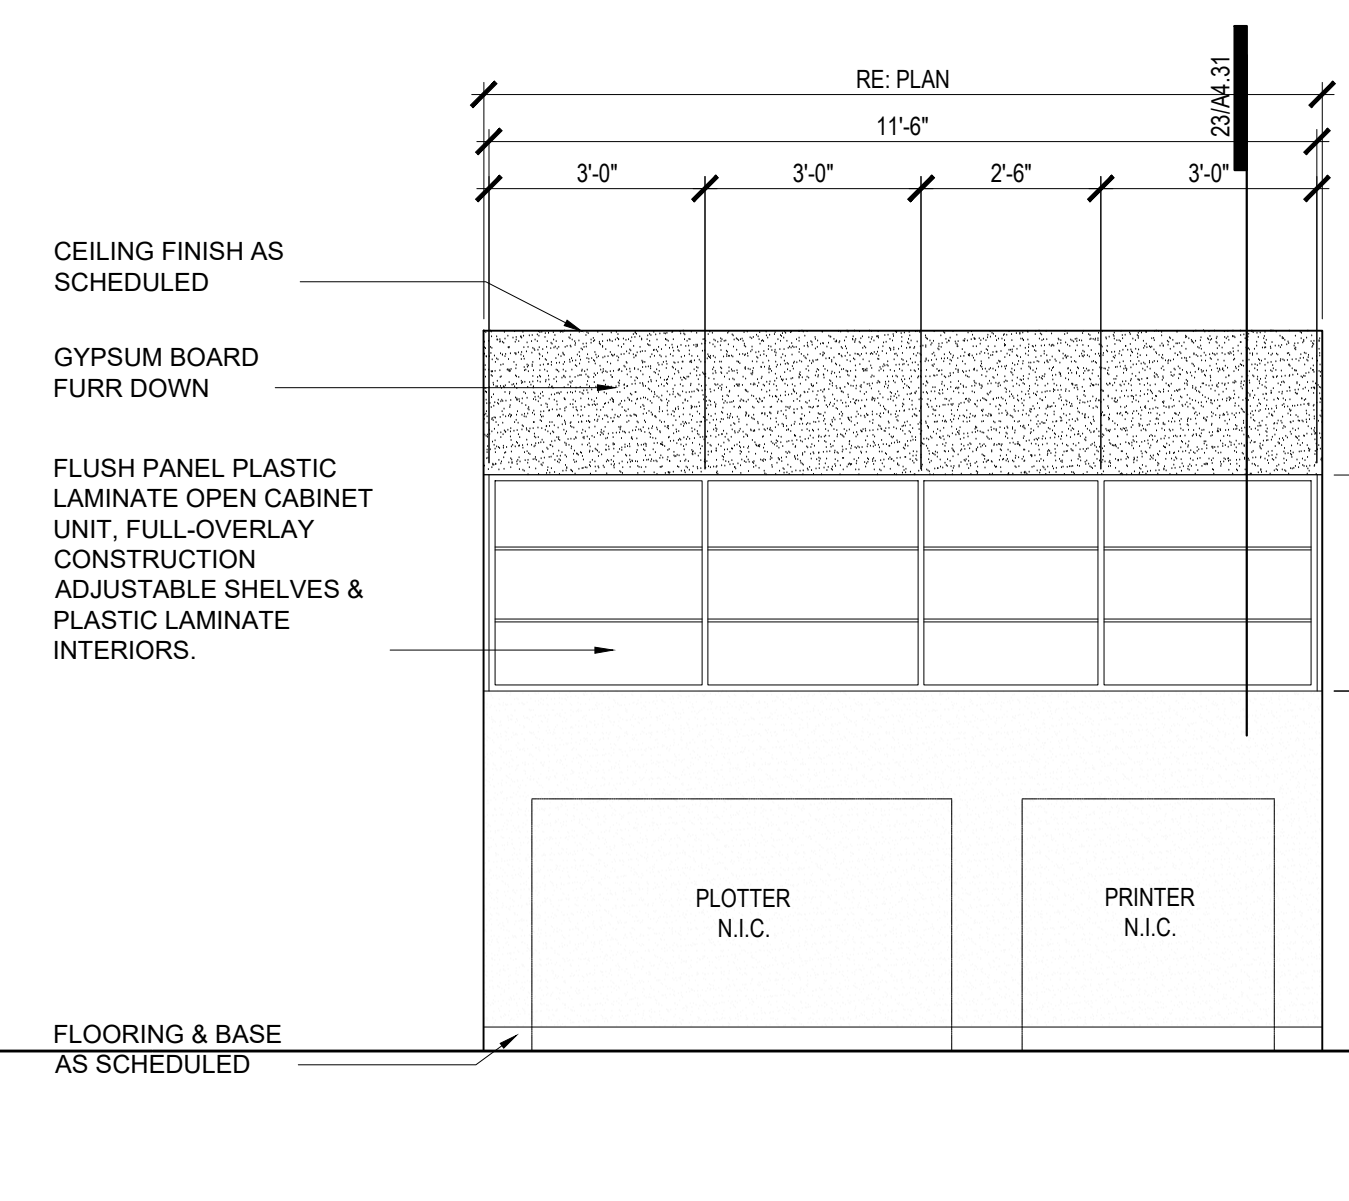 RE: PLAN
11'-6"
3'-0"
3'-0"
2'-6"
3'-0"
23/A4.31
CEILING FINISH AS
SCHEDULED
GYPSUM BOARD
FURR DOWN
FLUSH PANEL PLASTIC
LAMINATE OPEN CABINET
UNIT, FULL-OVERLAY
CONSTRUCTION
ADJUSTABLE SHELVES &
PLASTIC LAMINATE
INTERIORS.
PLOTTER
N.I.C.
PRINTER
N.I.C.
FLOORING & BASE
AS SCHEDULED